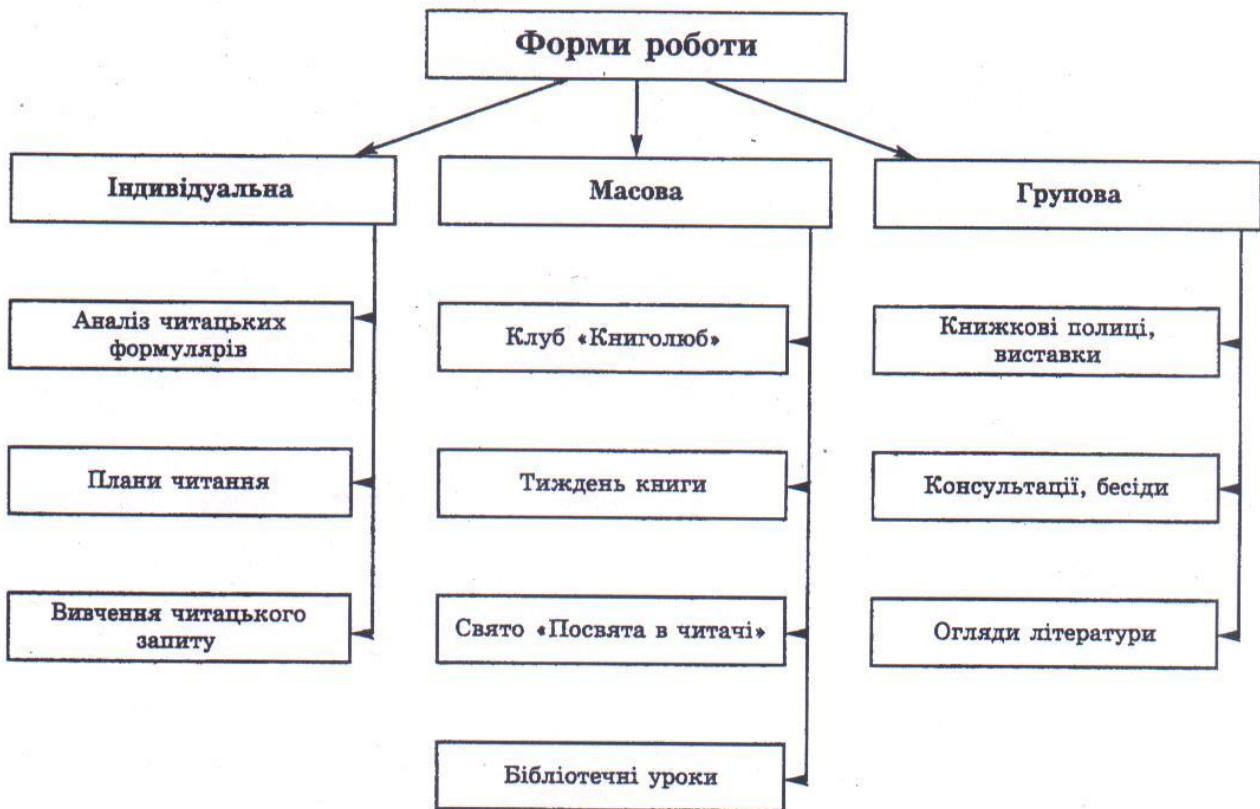 Форми роботи
Індивідуальна
Масова
Групова
Аналіз читацьких
формулярів
Клуб «Книголюб»
Книжкові полиці,
виставки
Плани читання
Тиждень книги
Консультації, бесіди
Вивчення читацького
запиту
Свято «Посвята в читачі»
Огляди літератури
Бібліотечні уроки